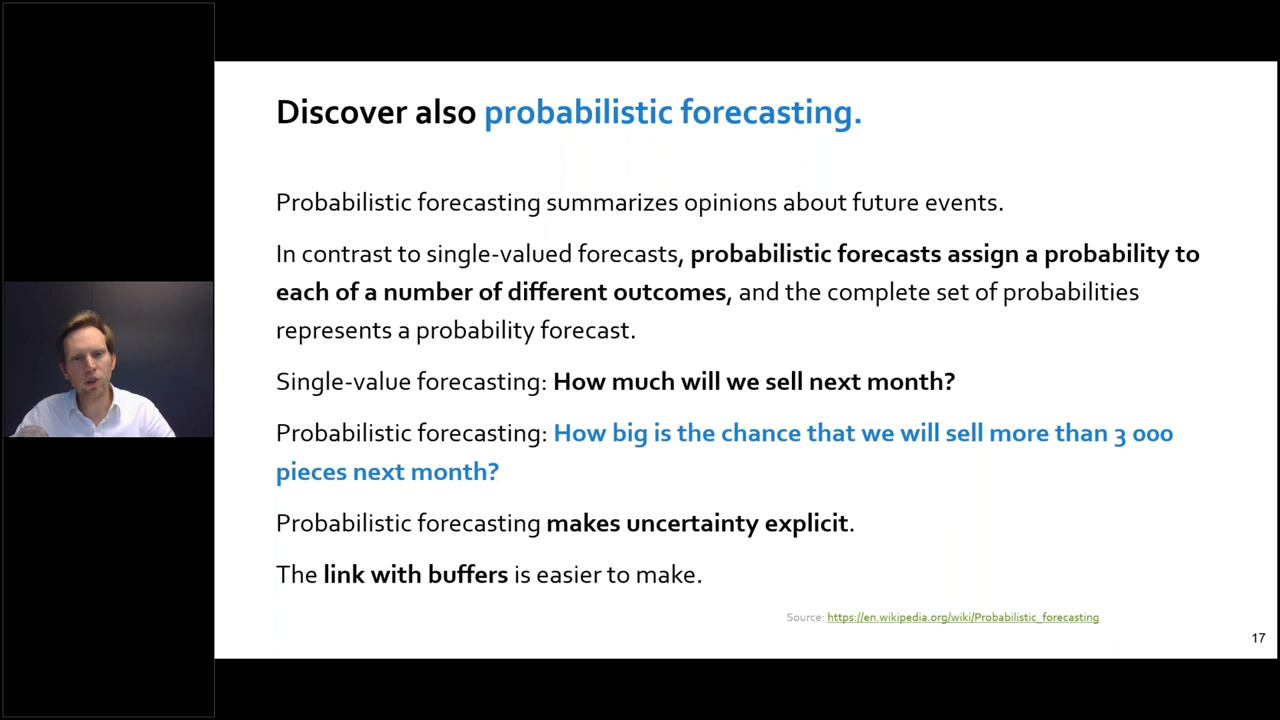 Discover also probabilistic forecasting.
Probabilistic forecasting summarizes opinions about future events.
In contrast to single-valued forecasts, probabilistic forecasts assign a probability to
each of a number of different outcomes, and the complete set of probabilities
represents a probability forecast.
Single-value forecasting: How much will we sell next month?
Probabilistic forecasting: How big is the chance that we will sell more than 3 000
pieces next month?
Probabilistic forecasting makes uncertainty explicit.
The link with buffers is easier to make.
Source: https://en.wikipedia.org/wiki/Probabilistic_forecasting
17